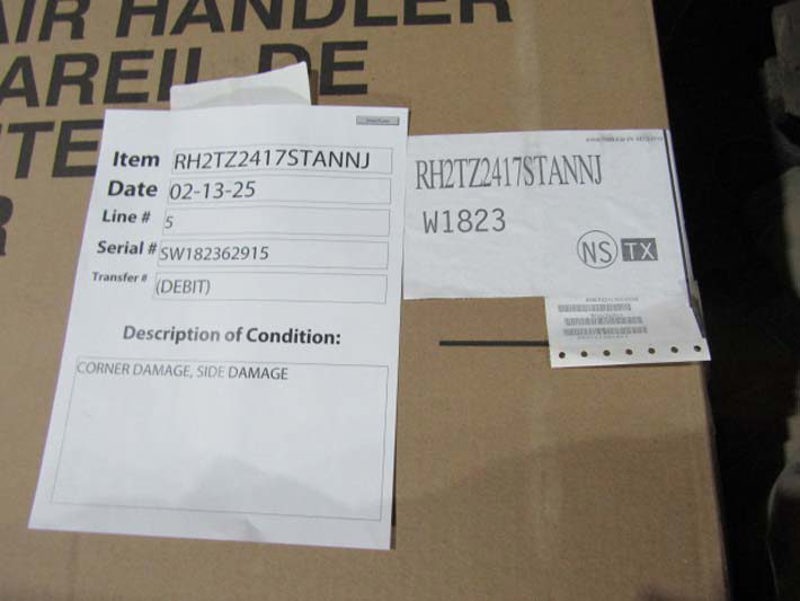 AIR HANDLER
AREIL DE
TE
R
Item RH2TZ2417STANNJ
Date 02-13-25
Line # 5
Serial # SW182362915
Transfer # (DEBIT)
Description of Condition:
CORNER DAMAGE, SIDE DAMAGE
RH2TZ2417STANNJ
W1823
NS TX